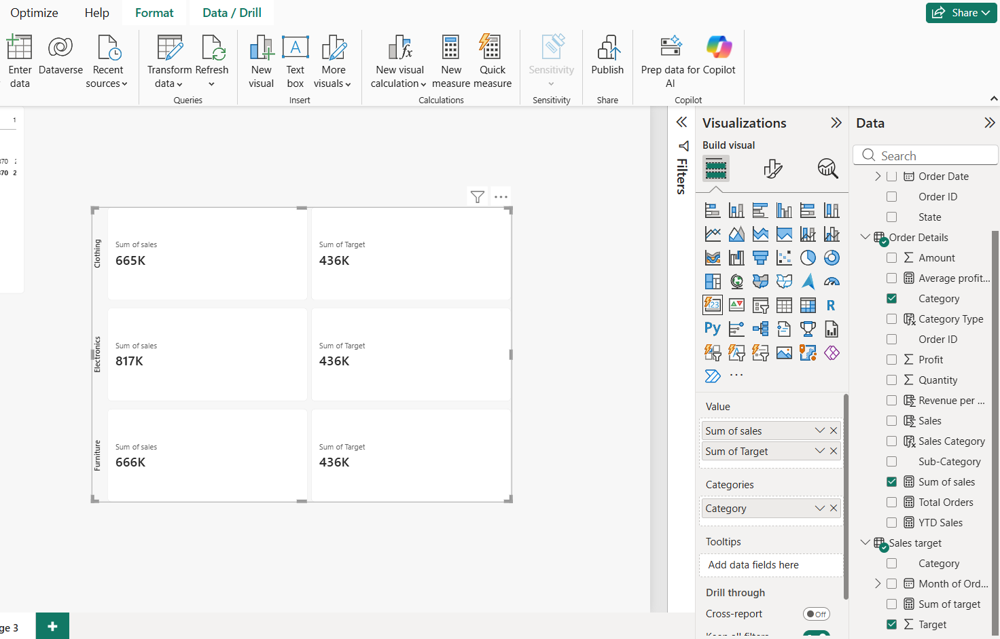 Optimize
Help
Format
Data / Drill
Share
Enter
data
Dataverse
Recent
sources
Transform
data
Refresh
Queries
New
visual
Text
box
More
visuals
Insert
New visual
calculation
New
measure
Quick
measure
Calculations
Sensitivity
Sensitivity
Publish
Share
Prep data for
AI
Copilot
Copilot
1
370
370 2
Clothing
Sum of sales
665K
Sum of Target
436K
Electronics
Sum of sales
817K
Sum of Target
436K
Furniture
Sum of sales
666K
Sum of Target
436K
ge 3
Filters
Visualizations
Build visual
123
R
Py
Value
Sum of sales
Sum of Target
Categories
Category
Tooltips
Add data fields here
Drill through
Cross-report
Off
Keep all filters
Data
Search
Order Date
Order ID
State
Order Details
Amount
Average profit...
Category
Category Type
Order ID
Profit
Quantity
Revenue per ...
Sales
Sales Category
Sub-Category
Sum of sales
Total Orders
YTD Sales
Sales target
Category
Month of Ord...
Sum of target
Target